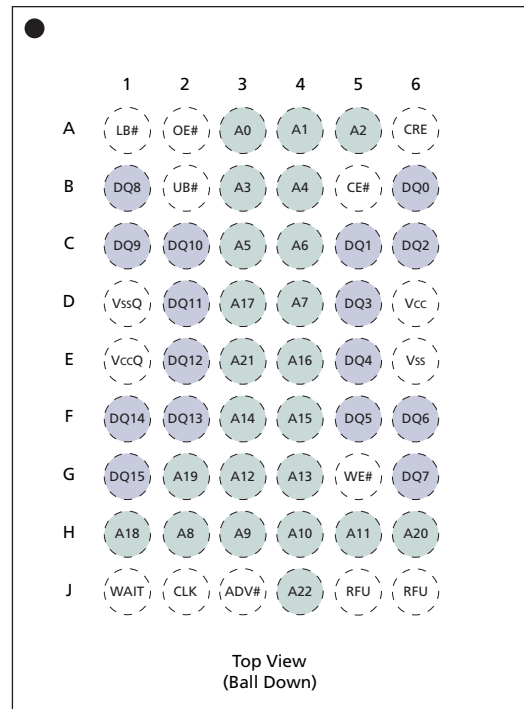 1 2 3 4 5 6
A LB# OE# A0 A1 A2 CRE
B DQ8 UB# A3 A4 CE# DQ0
C DQ9 DQ10 A5 A6 DQ1 DQ2
D VssQ DQ11 A17 A7 DQ3 Vcc
E VccQ DQ12 A21 A16 DQ4 Vss
F DQ14 DQ13 A14 A15 DQ5 DQ6
G DQ15 A19 A12 A13 WE# DQ7
H A18 A8 A9 A10 A11 A20
J WAIT CLK ADV# A22 RFU RFU
Top View
(Ball Down)